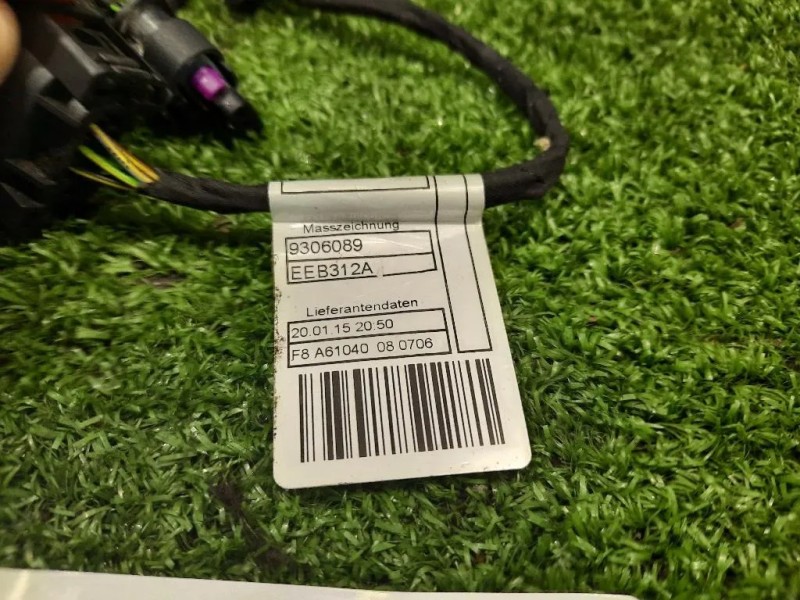 Masszeichnung
9306089
EEB312A
Lieferantendaten
20.01.15 20:50
F8 A61040 08 0706